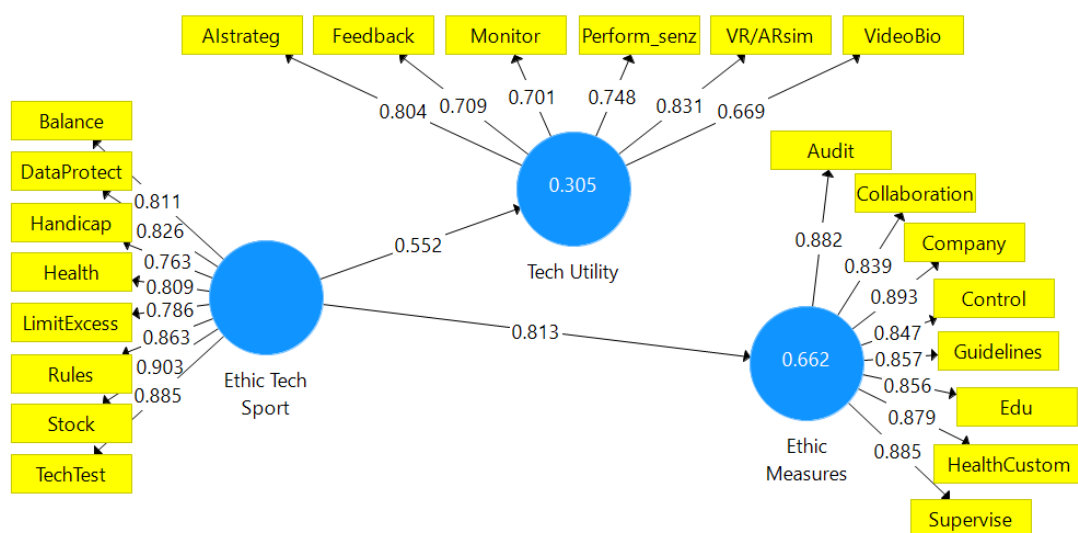 AIstrateg
Feedback
Monitor
Perform_senz
VR/ARsim
VideoBio
0.804
0.709
0.701
0.748
0.831
0.669
Balance
DataProtect
Handicap
Health
LimitExcess
Rules
Stock
TechTest
0.811
0.826
0.763
0.809
0.786
0.863
0.903
0.885
Ethic Tech
Sport
0.552
0.305
Tech Utility
0.813
0.662
Ethic
Measures
0.882
0.839
0.893
0.847
0.857
0.856
0.879
0.885
Audit
Collaboration
Company
Control
Guidelines
Edu
HealthCustom
Supervise